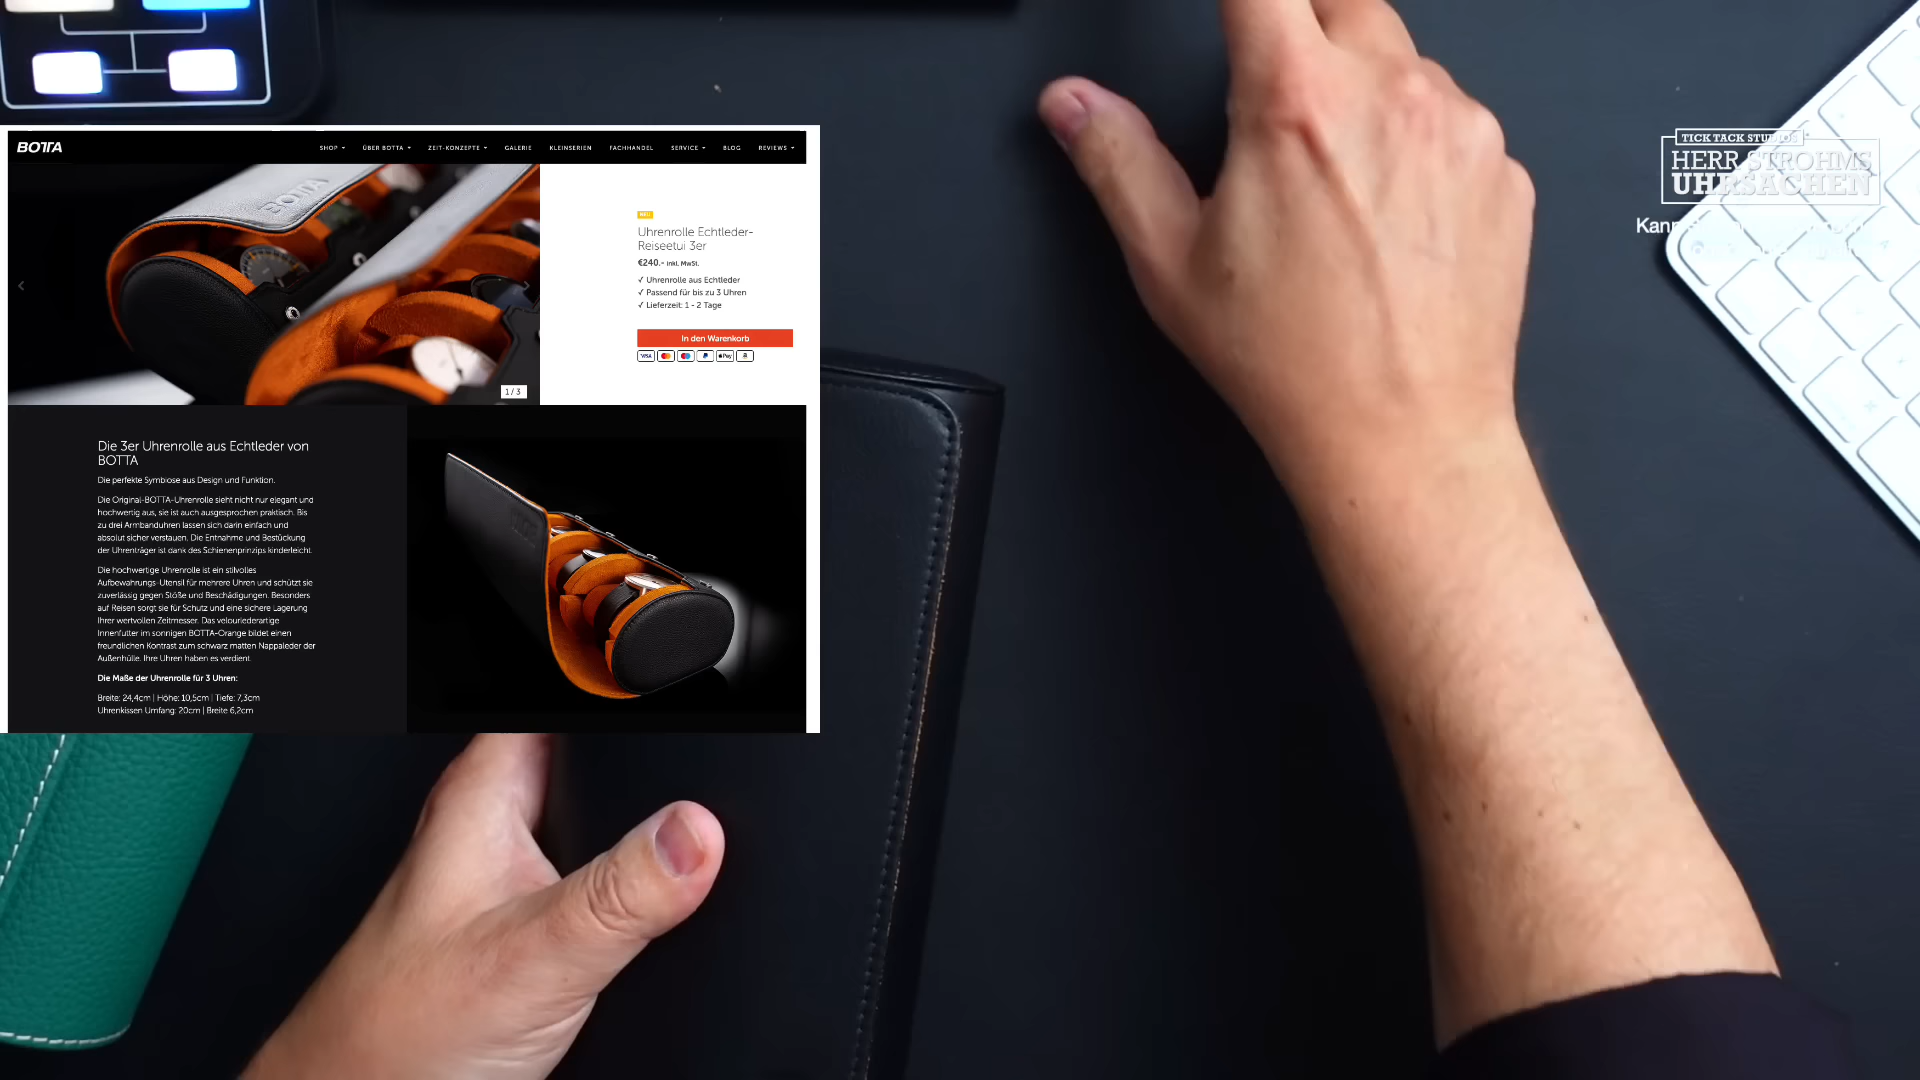 BOTTA
SHOP ÜBER BOTTA ZEIT-KONZEPTE GALERIE KLEINSERIEN FACHHANDEL SERVICE BLOG REVIEWS
BOTTA
1 / 3
NEU
Uhrenrolle Echtleder-
Reiseetui 3er
€240.- inkl. MwSt.
✓ Uhrenrolle aus Echtleder
✓ Passend für bis zu 3 Uhren
✓ Lieferzeit: 1 - 2 Tage
In den Warenkorb
VISA Pay
Die 3er Uhrenrolle aus Echtleder von
BOTTA
Die perfekte Symbiose aus Design und Funktion.
Die Original-BOTTA-Uhrenrolle sieht nicht nur elegant und
hochwertig aus, sie ist auch ausgesprochen praktisch. Bis
zu drei Armbanduhren lassen sich darin einfach und
absolut sicher verstauen. Die Entnahme und Bestückung
der Uhrenträger ist dank des Schienenprinzips kinderleicht.
Die hochwertige Uhrenrolle ist ein stilvolles
Aufbewahrungs-Utensil für mehrere Uhren und schützt sie
zuverlässig gegen Stöße und Beschädigungen. Besonders
auf Reisen sorgt sie für Schutz und eine sichere Lagerung
Ihrer wertvollen Zeitmesser. Das velourlederartige
Innenfutter im sonnigen BOTTA-Orange bildet einen
freundlichen Kontrast zum schwarz matten Nappaleder der
Außenhülle. Ihre Uhren haben es verdient.
Die Maße der Uhrenrolle für 3 Uhren:
Breite: 24,4cm | Höhe: 10,5cm | Tiefe: 7,3cm
Uhrenkissen Umfang: 20cm | Breite 6,2cm
TICK TACK STUDIOS
HERR STROHMS
UHRSACHEN